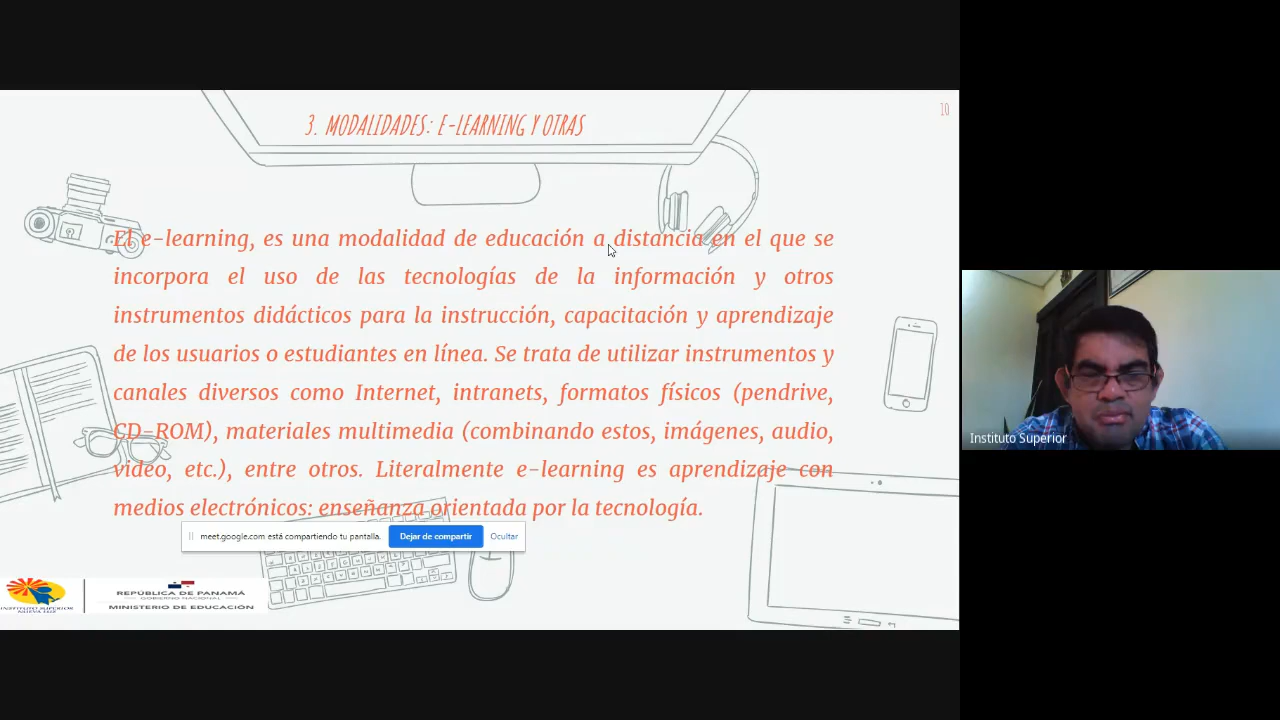 3. MODALIDADES: E-LEARNING Y OTRAS
10
El e-learning, es una modalidad de educación a distancia en el que se
incorpora el uso de las tecnologías de la información y otros
instrumentos didácticos para la instrucción, capacitación y aprendizaje
de los usuarios o estudiantes en línea. Se trata de utilizar instrumentos y
canales diversos como Internet, intranets, formatos físicos (pendrive,
CD-ROM), materiales multimedia (combinando estos, imágenes, audio,
video, etc.), entre otros. Literalmente e-learning es aprendizaje con
medios electrónicos: enseñanza orientada por la tecnología.
meet.google.com está compartiendo tu pantalla.
Dejar de compartir
Ocultar
INSTITUTO SUPERIOR
NUEVA LUZ
REPÚBLICA DE PANAMÁ
GOBIERNO NACIONAL
MINISTERIO DE EDUCACIÓN
Instituto Superior